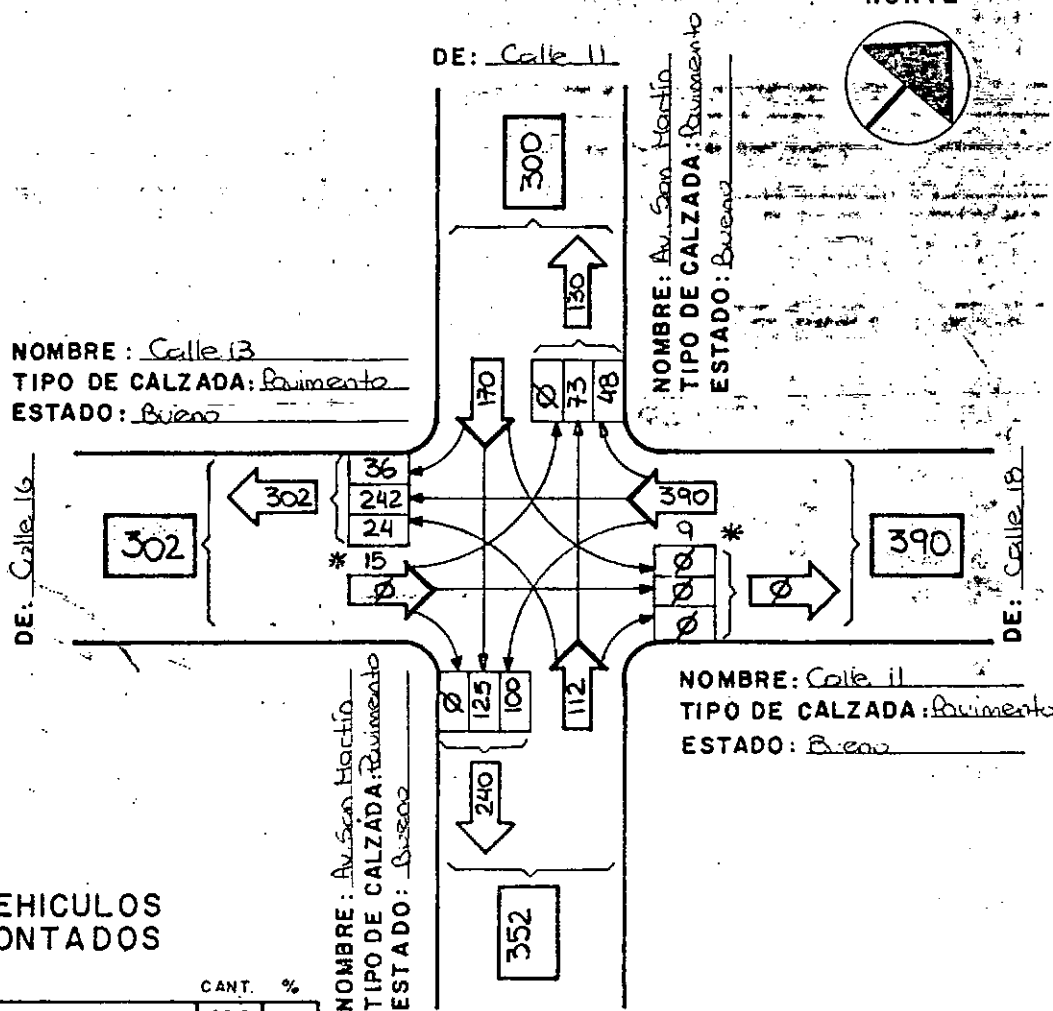 NORTE
DE: Calle 11
300
130
NOMBRE: Av. San Martín
TIPO DE CALZADA: Pavimento
ESTADO: Bueno
NOMBRE: Calle 13
TIPO DE CALZADA: Pavimento
ESTADO: Bueno
170
Ø 73 48
DE: Calle 16
302
302
36
242
24
* 15
Ø
390
9 *
Ø
Ø
Ø
Ø
390
DE: Calle 18
Ø 125 100
112
240
352
NOMBRE: Calle 11
TIPO DE CALZADA: Pavimento
ESTADO: Bueno
NOMBRE: Av. San Martín
TIPO DE CALZADA: Pavimento
ESTADO: Bueno
EHICULOS
ONTADOS
CANT. %